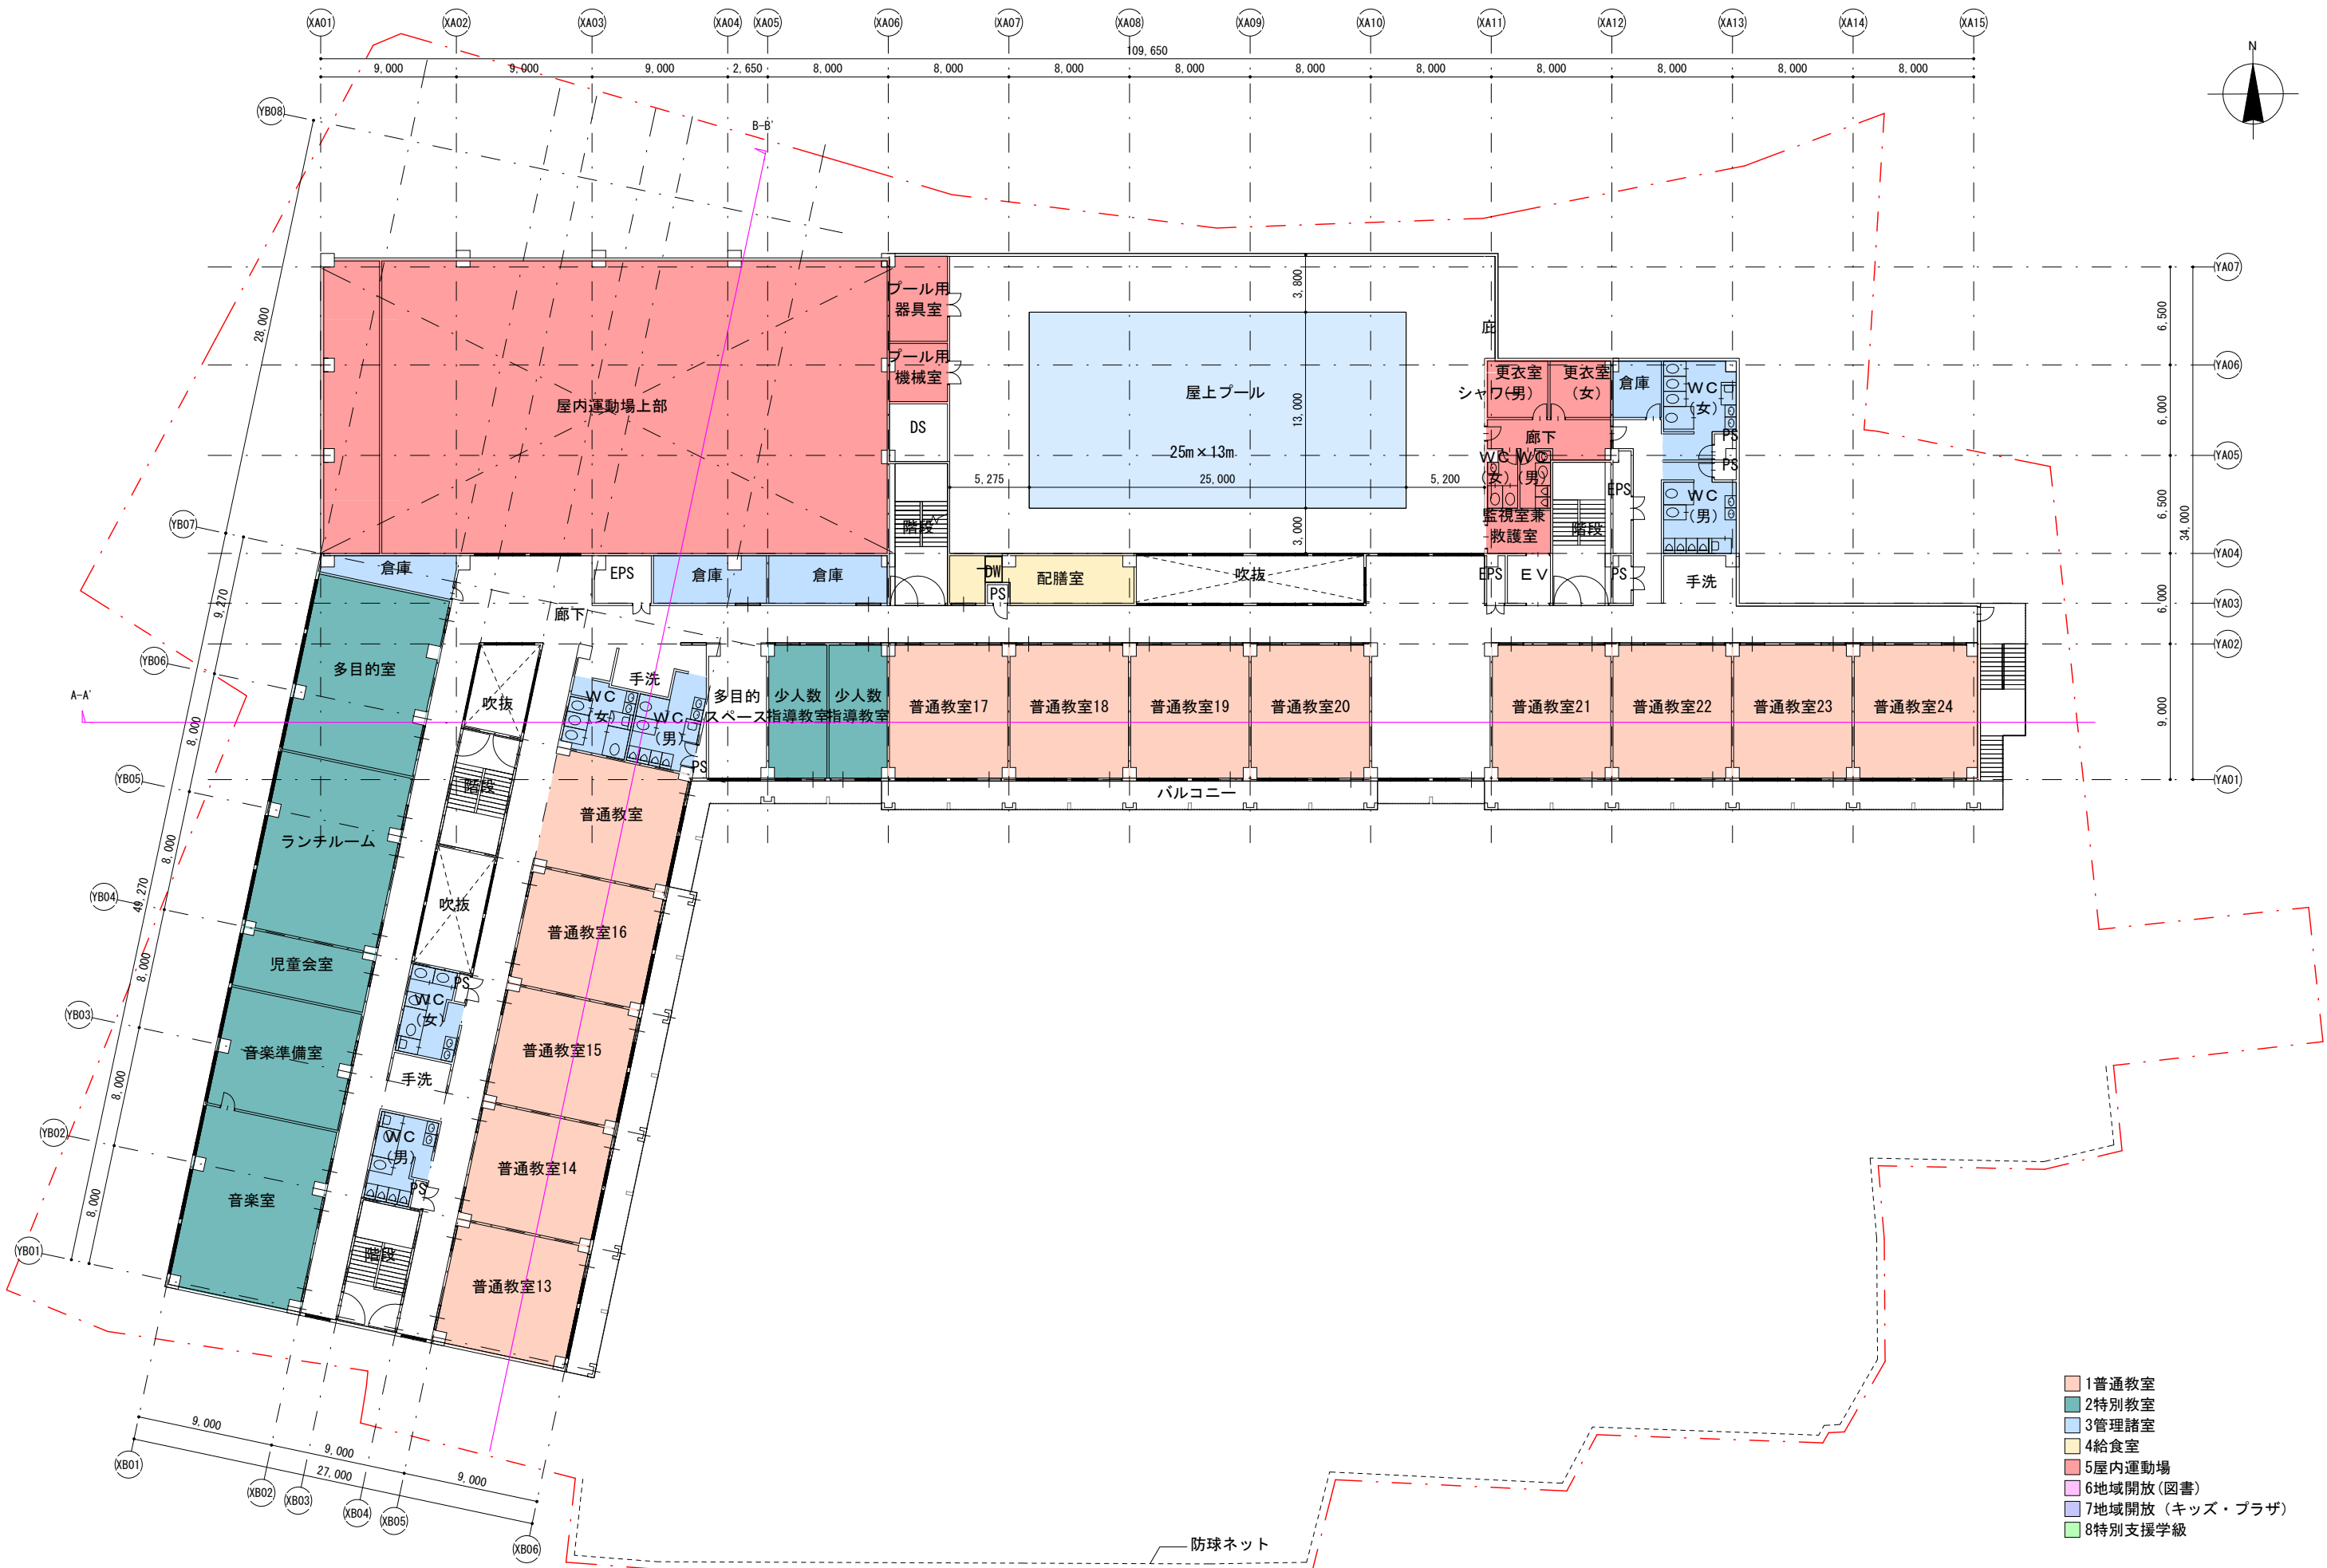 XA01 XA02 XA03 XA04 XA05 XA06 XA07 XA08 XA09 XA10 XA11 XA12 XA13 XA14 XA15
109,650
9,000 9,000 9,000 2,650 8,000 8,000 8,000 8,000 8,000 8,000 8,000 8,000 8,000 8,000
N
YB08
B-B'
28,000
YA07
3,800
6,500
プール用
器具室
庇
プール用
機械室
YA06
更衣室
シャワー(男)
更衣室
(女)
倉庫
WC
(女)
屋内運動場上部
屋上プール
13,000
6,000
DS
廊下
PS
25m×13m
WC
(女)
WC
(男)
PS
YA05
5,275
25,000
5,200
EPS
WC
(男)
6,500
34,000
YB07
階段
監視室兼
救護室
階段
3,000
YA04
倉庫
EPS
倉庫
倉庫
DW
PS
配膳室
吹抜
EPS
EV
PS
手洗
9,270
廊下
YA03
6,000
YA02
YB06
多目的室
吹抜
手洗
WC
(女)
WC
(男)
PS
多目的
スペース
少人数
指導教室
少人数
指導教室
普通教室17
普通教室18
普通教室19
普通教室20
普通教室21
普通教室22
普通教室23
普通教室24
9,000
A-A'
8,000
YB05
階段
YA01
バルコニー
普通教室
ランチルーム
8,000
49,270
YB04
吹抜
普通教室16
児童会室
8,000
PS
WC
(女)
YB03
音楽準備室
普通教室15
手洗
8,000
YB02
WC
(男)
PS
普通教室14
音楽室
8,000
YB01
階段
普通教室13
9,000
9,000
9,000
27,000
XB01
XB02
XB03
XB04
XB05
XB06
防球ネット
1普通教室
2特別教室
3管理諸室
4給食室
5屋内運動場
6地域開放(図書)
7地域開放(キッズ・プラザ)
8特別支援学級